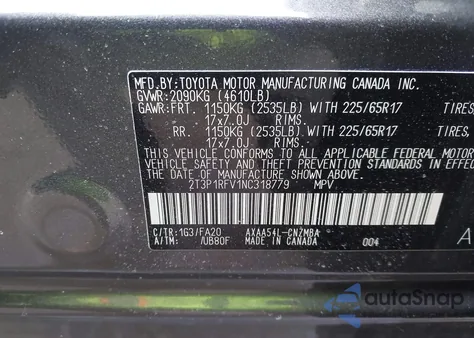 MFD.BY:TOYOTA MOTOR MANUFACTURING CANADA INC.
GVWR:2090KG (4610LB)
GAWR:FRT. 1150KG (2535LB) WITH 225/65R17 TIRES,
17x7.0J RIMS.
RR. 1150KG (2535LB) WITH 225/65R17 TIRES,
17x7.0J RIMS.
THIS VEHICLE CONFORMS TO ALL APPLICABLE FEDERAL MOTOR
VEHICLE SAFETY AND THEFT PREVENTION STANDARDS IN EFFE
THE DATE OF MANUFACTURE SHOWN ABOVE.
2T3P1RFV1NC318779 MPV
C/TR:1G3/FA20 AXAA54L-CNZMBA A
A/TM: /UB80F MADE IN CANADA 004
autoSnap